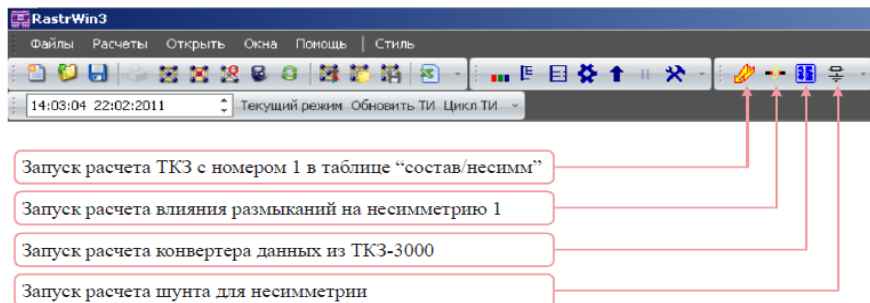 RastrWin3
Файлы Расчеты Открыть Окна Помощь | Стиль
14:03:04 22:02:2011 Текущий режим Обновить ТИ Цикл ТИ
Запуск расчета ТКЗ с номером 1 в таблице “состав/несимм”
Запуск расчета влияния размыканий на несимметрию 1
Запуск расчета конвертера данных из ТКЗ-3000
Запуск расчета шунта для несимметрии